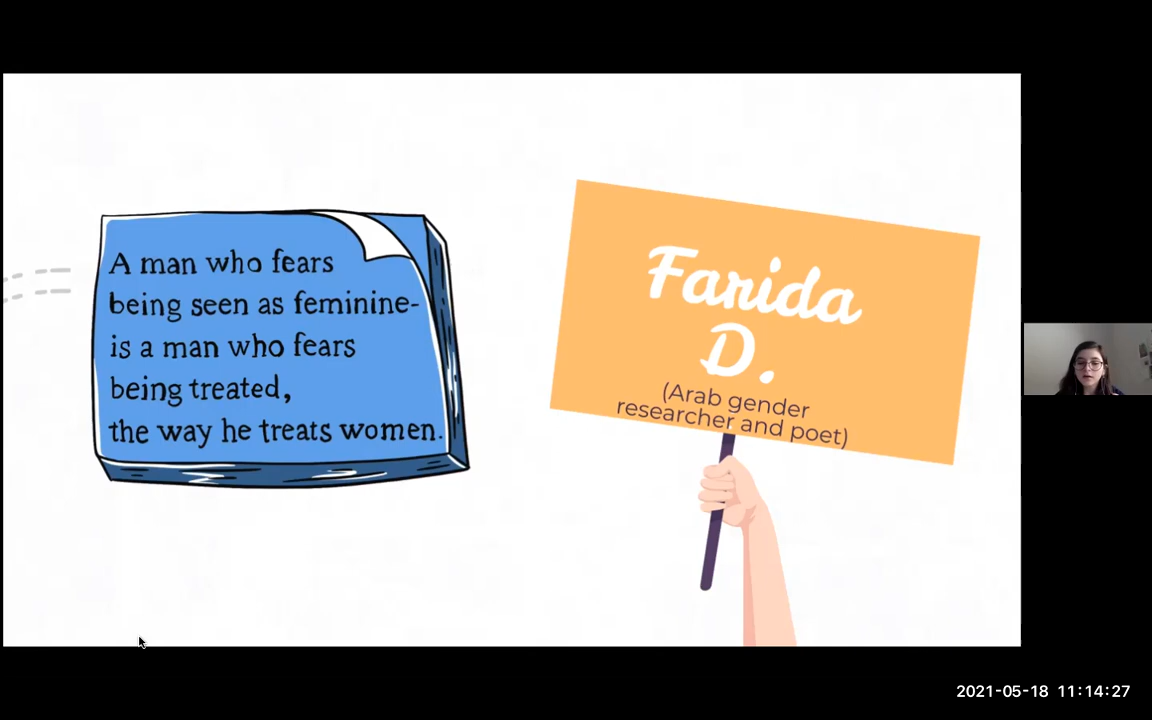 A man who fears
being seen as feminine-
is a man who fears
being treated,
the way he treats women.
Farida
D.
(Arab gender
researcher and poet)
2021-05-18 11:14:27